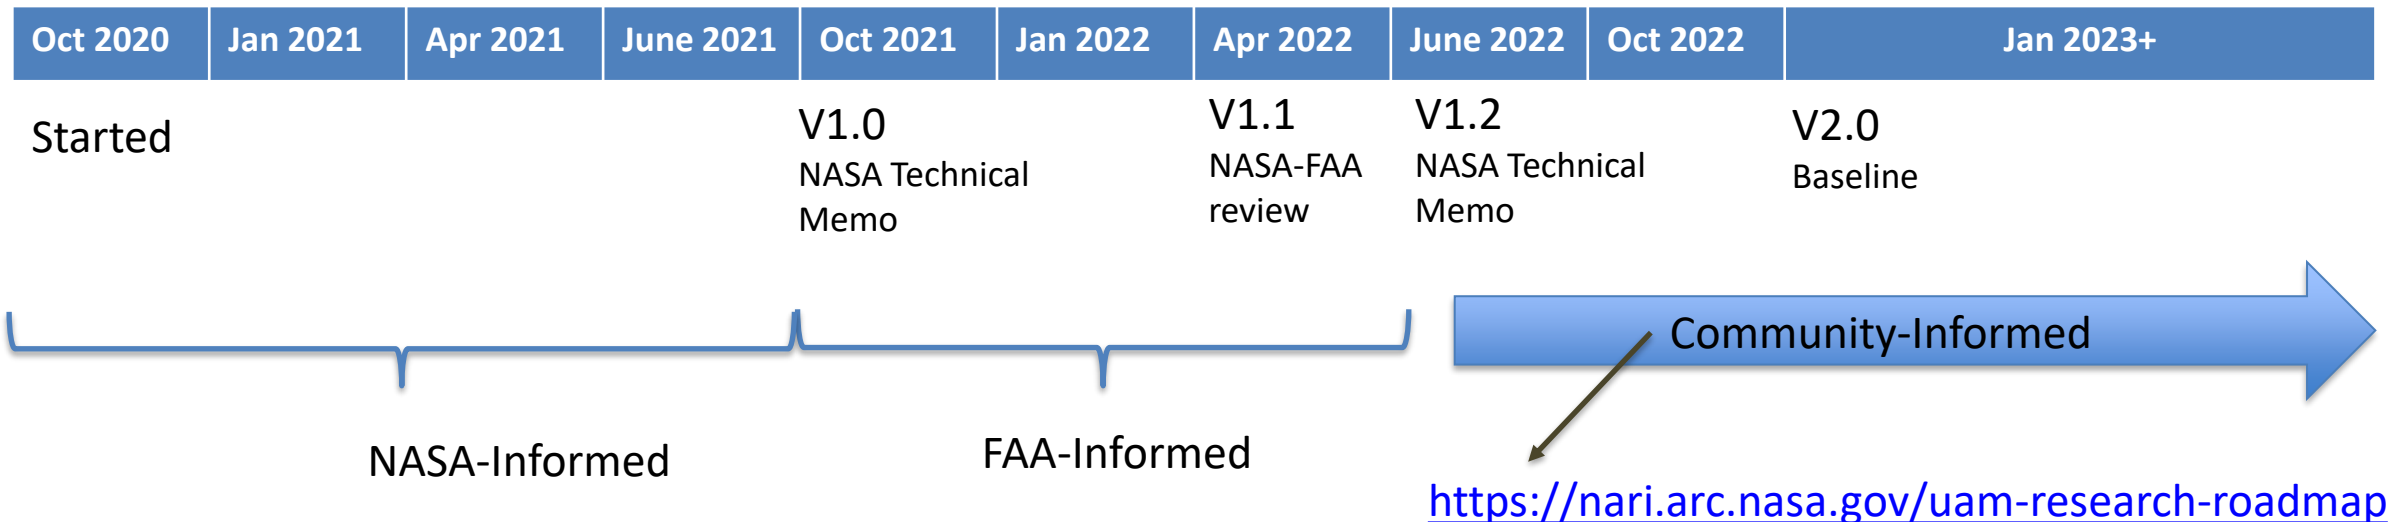 Oct 2020 Jan 2021 Apr 2021 June 2021 Oct 2021 Jan 2022 Apr 2022 June 2022 Oct 2022 Jan 2023+
Started
V1.0
NASA Technical
Memo
V1.1
NASA-FAA
review
V1.2
NASA Technical
Memo
V2.0
Baseline
Community-Informed
NASA-Informed
FAA-Informed
https://nari.arc.nasa.gov/uam-research-roadmap